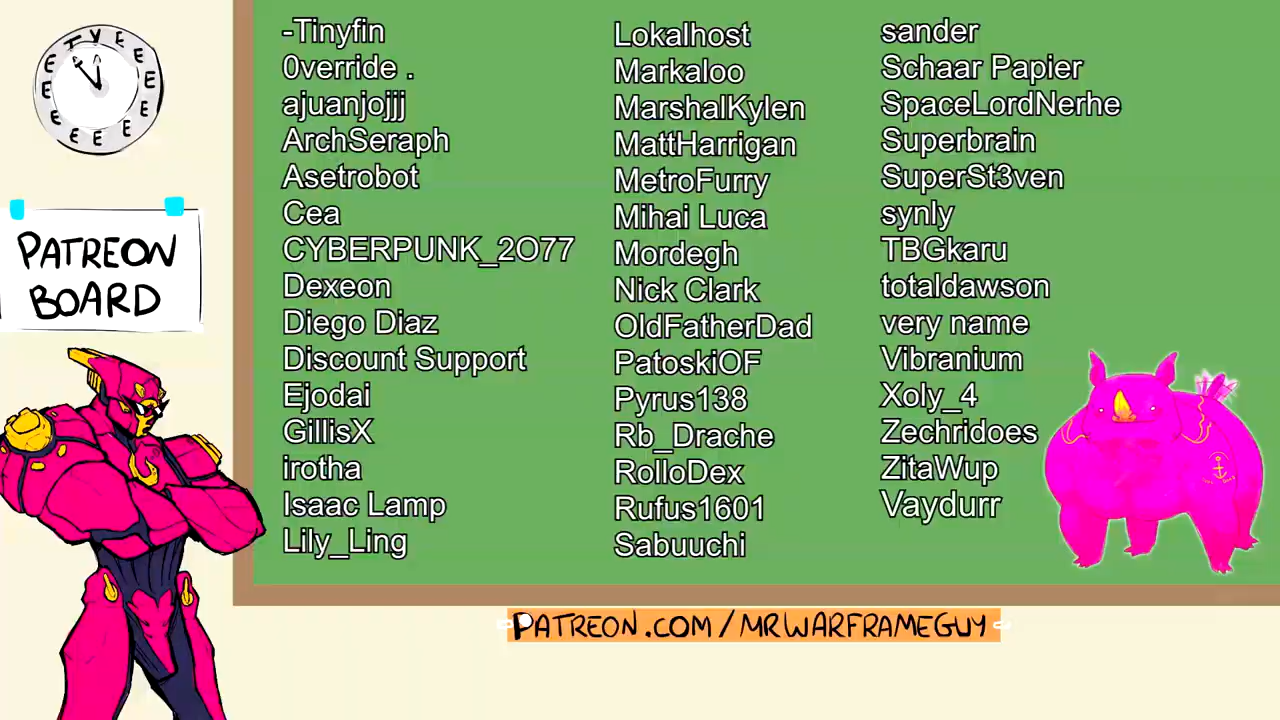 T V E E E E E E E E E E
PATREON
BOARD
-Tinyfin
0verride .
ajuanjojjj
ArchSeraph
Asetrobot
Cea
CYBERPUNK_2O77
Dexeon
Diego Diaz
Discount Support
Ejodai
GillisX
irotha
Isaac Lamp
Lily_Ling
Lokalhost
Markaloo
MarshalKylen
MattHarrigan
MetroFurry
Mihai Luca
Mordegh
Nick Clark
OldFatherDad
PatoskiOF
Pyrus138
Rb_Drache
RolloDex
Rufus1601
Sabuuchi
sander
Schaar Papier
SpaceLordNerhe
Superbrain
SuperSt3ven
synly
TBGkaru
totaldawson
very name
Vibranium
Xoly_4
Zechridoes
ZitaWup
Vaydurr
PATREON.COM/MRWARFRAMEGUY